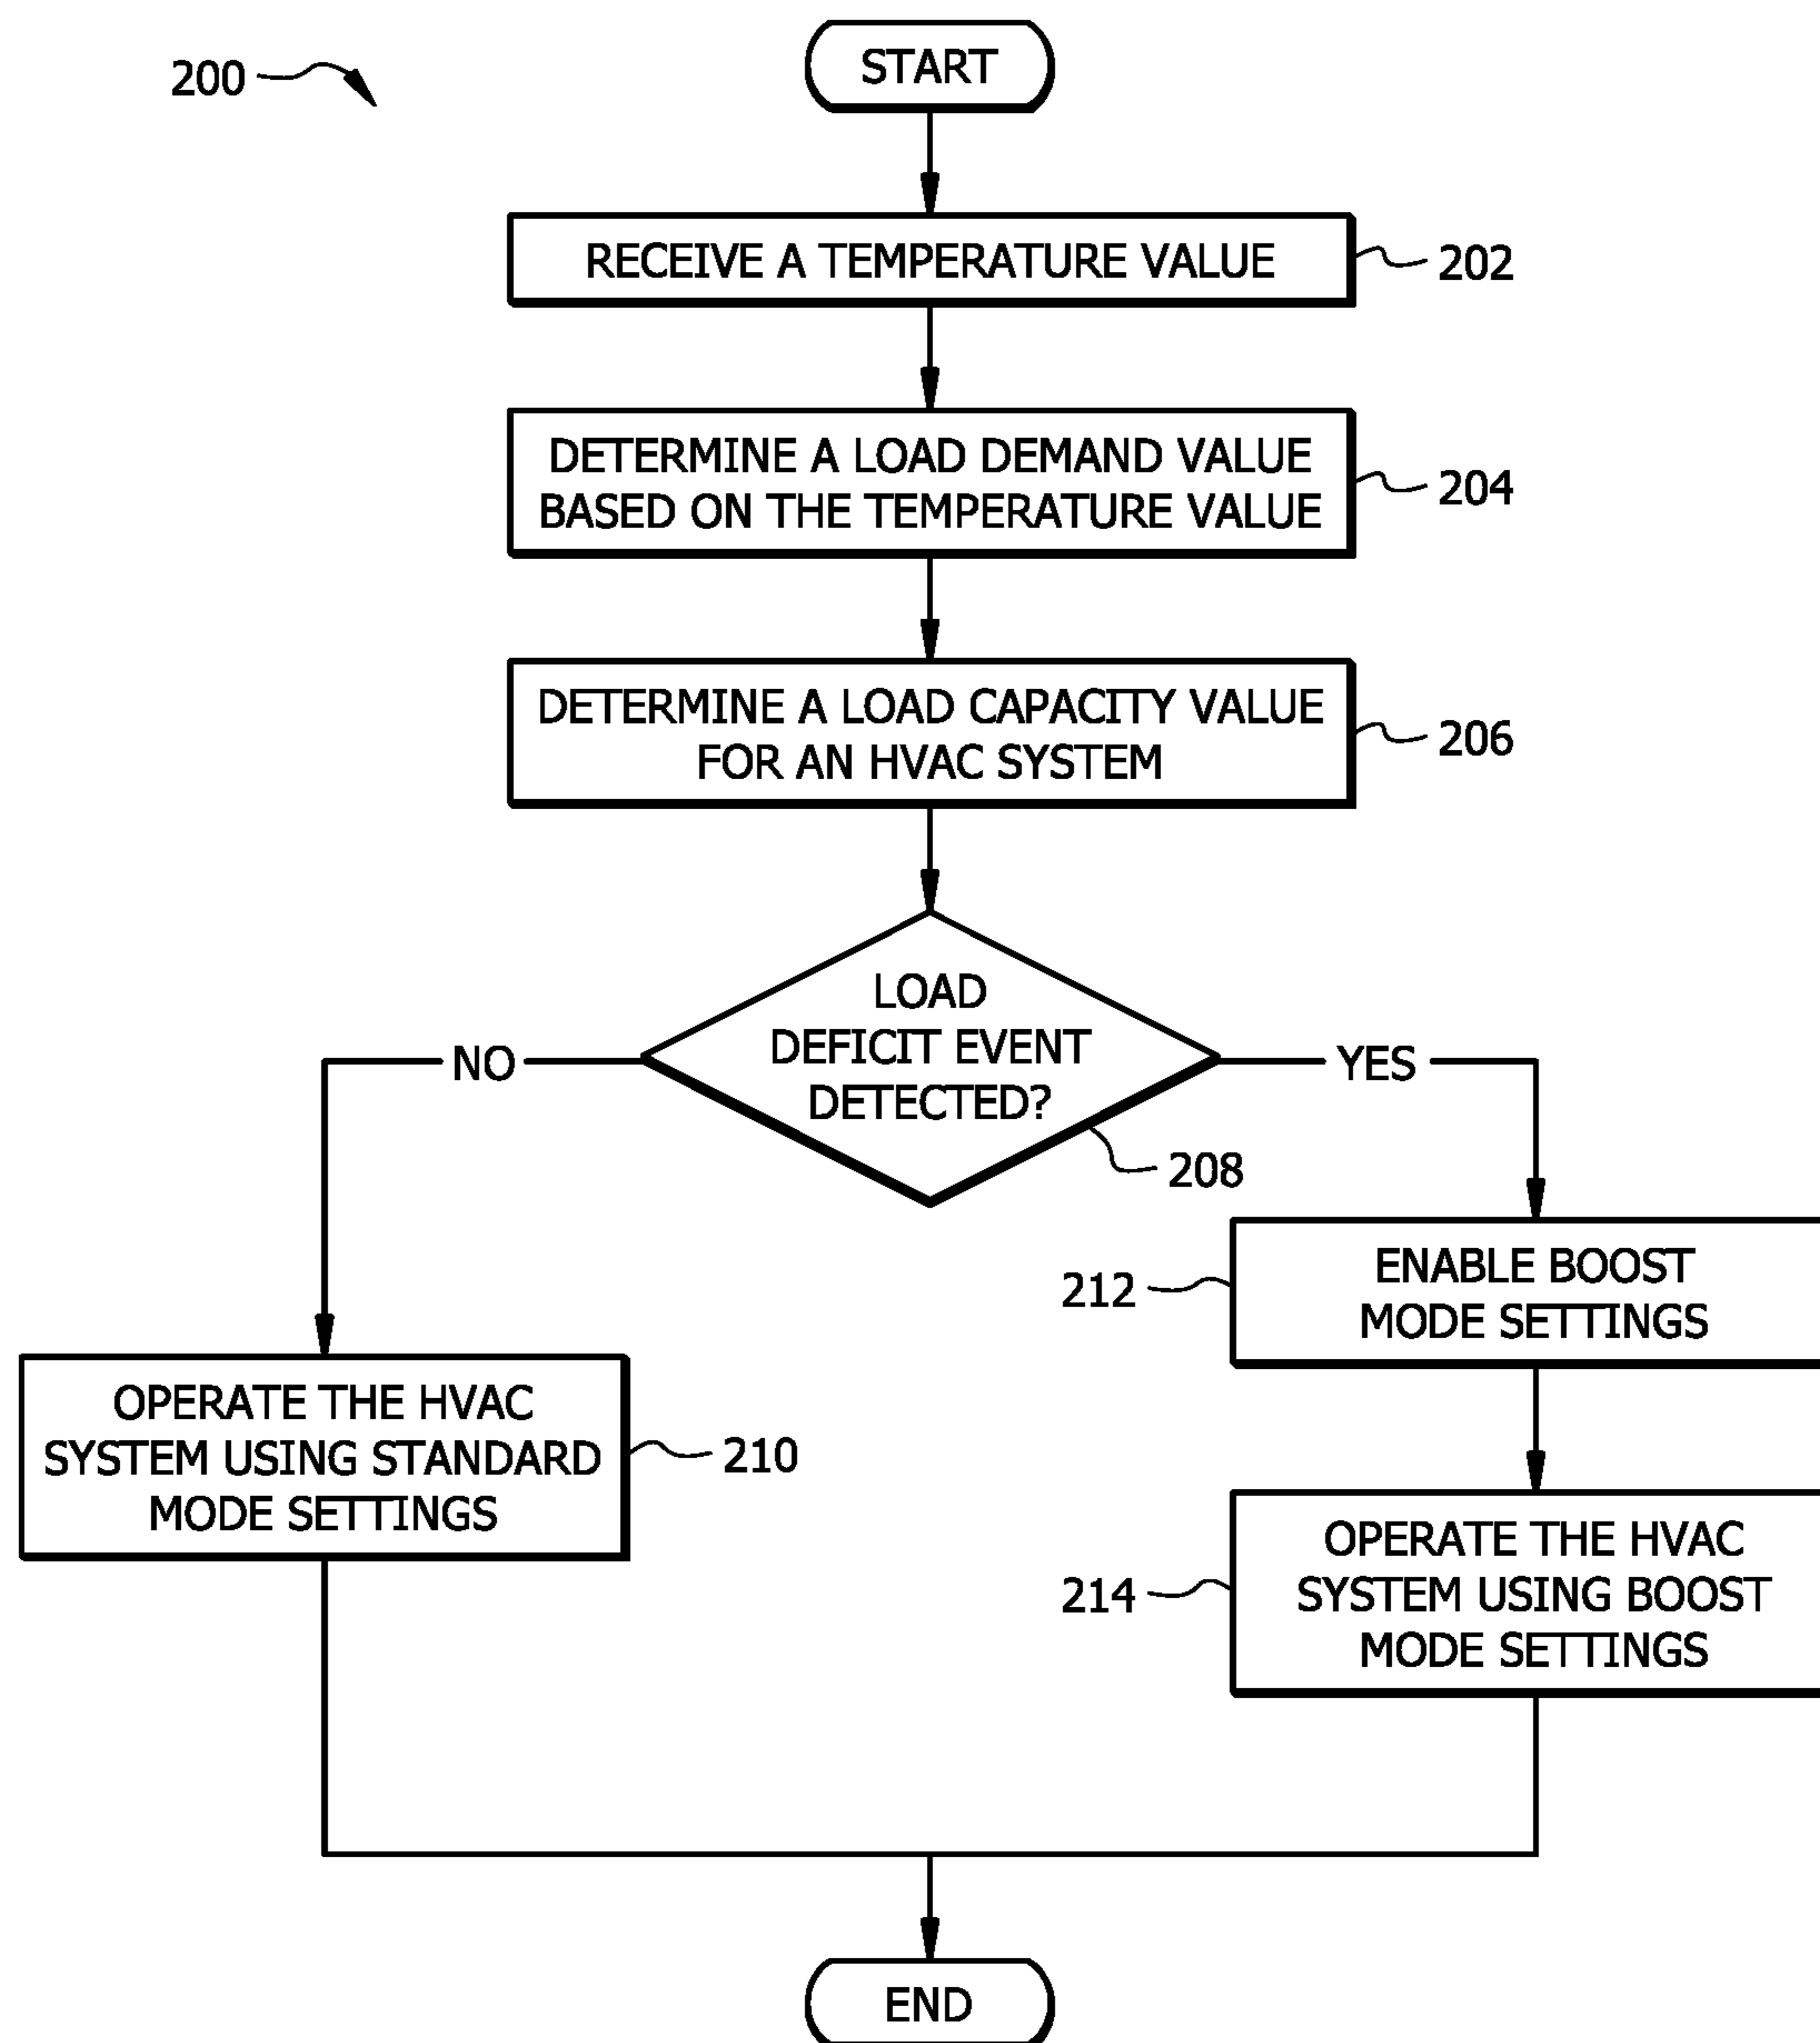 200
START
RECEIVE A TEMPERATURE VALUE
202
DETERMINE A LOAD DEMAND VALUE
BASED ON THE TEMPERATURE VALUE
204
DETERMINE A LOAD CAPACITY VALUE
FOR AN HVAC SYSTEM
206
LOAD
DEFICIT EVENT
DETECTED?
208
NO
YES
OPERATE THE HVAC
SYSTEM USING STANDARD
MODE SETTINGS
210
ENABLE BOOST
MODE SETTINGS
212
OPERATE THE HVAC
SYSTEM USING BOOST
MODE SETTINGS
214
END